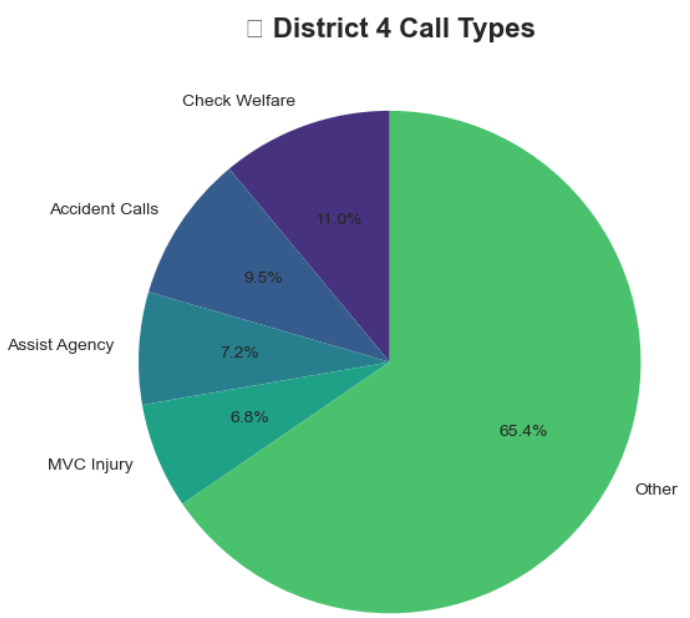 District 4 Call Types
Check Welfare
11.0%
Accident Calls
9.5%
Assist Agency
7.2%
6.8%
MVC Injury
65.4%
Other